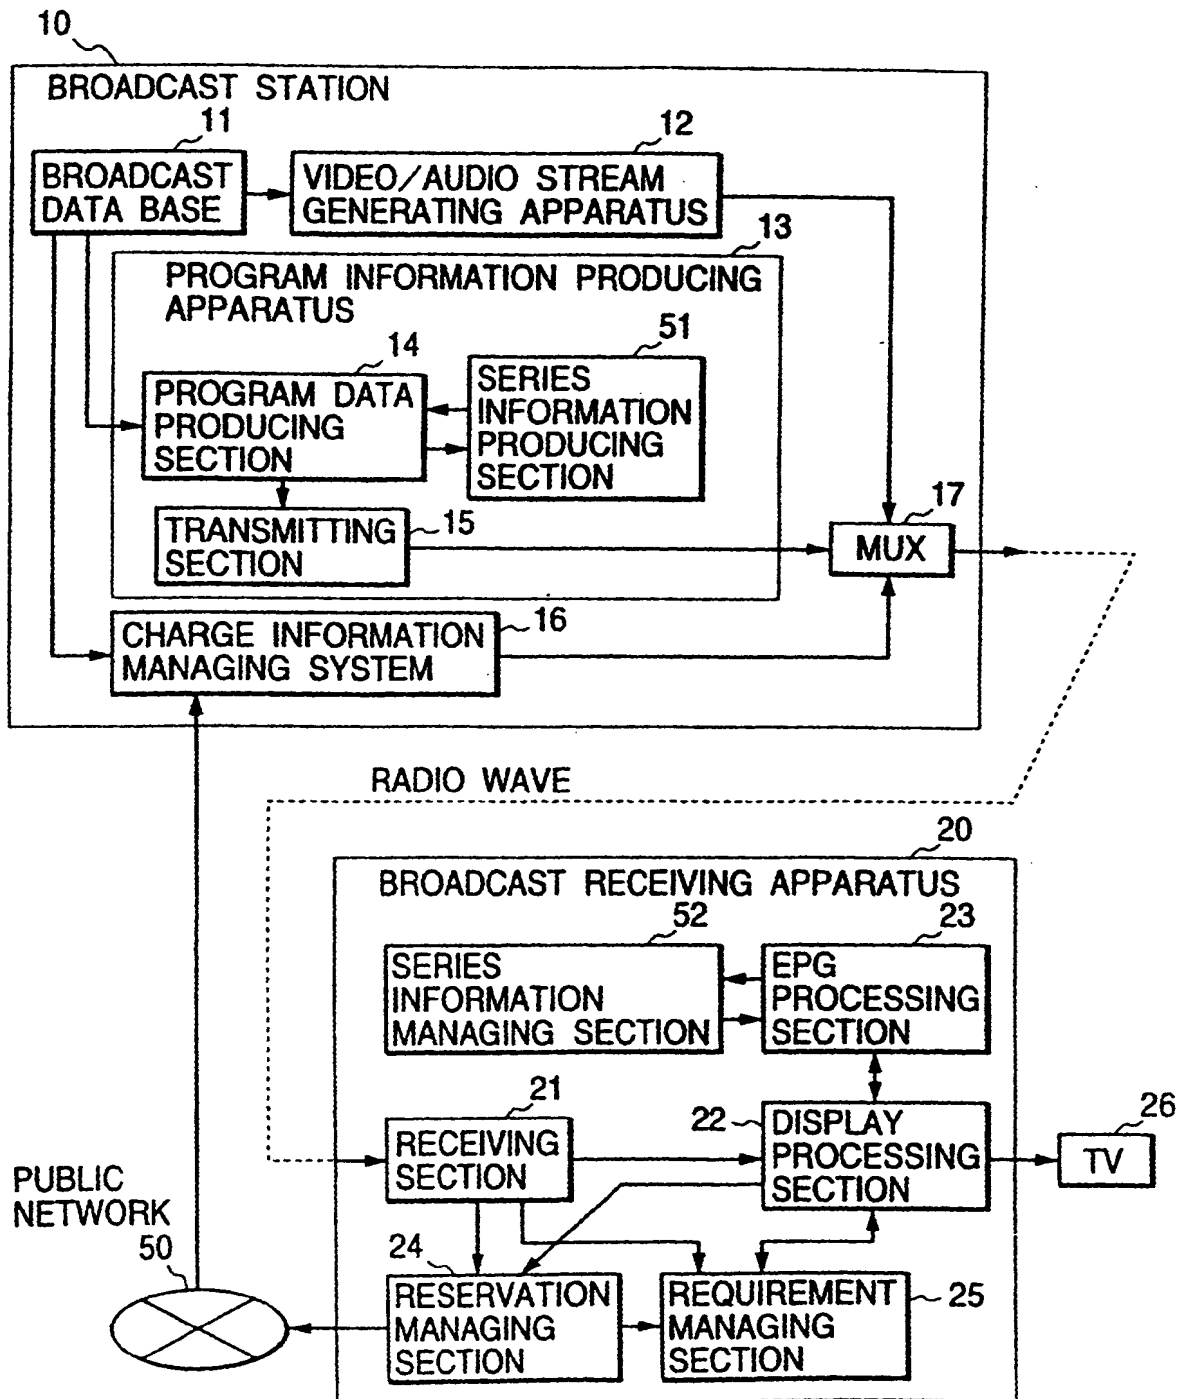 10
BROADCAST STATION
11
12
BROADCAST
DATA BASE
VIDEO/AUDIO STREAM
GENERATING APPARATUS
13
PROGRAM INFORMATION PRODUCING
APPARATUS
14
51
PROGRAM DATA
PRODUCING
SECTION
SERIES
INFORMATION
PRODUCING
SECTION
TRANSMITTING
SECTION
15
17
MUX
CHARGE INFORMATION
MANAGING SYSTEM
16
RADIO WAVE
20
BROADCAST RECEIVING APPARATUS
52
23
SERIES
INFORMATION
MANAGING SECTION
EPG
PROCESSING
SECTION
21
RECEIVING
SECTION
22
DISPLAY
PROCESSING
SECTION
26
TV
PUBLIC
NETWORK
50
24
RESERVATION
MANAGING
SECTION
REQUIREMENT
MANAGING
SECTION
25